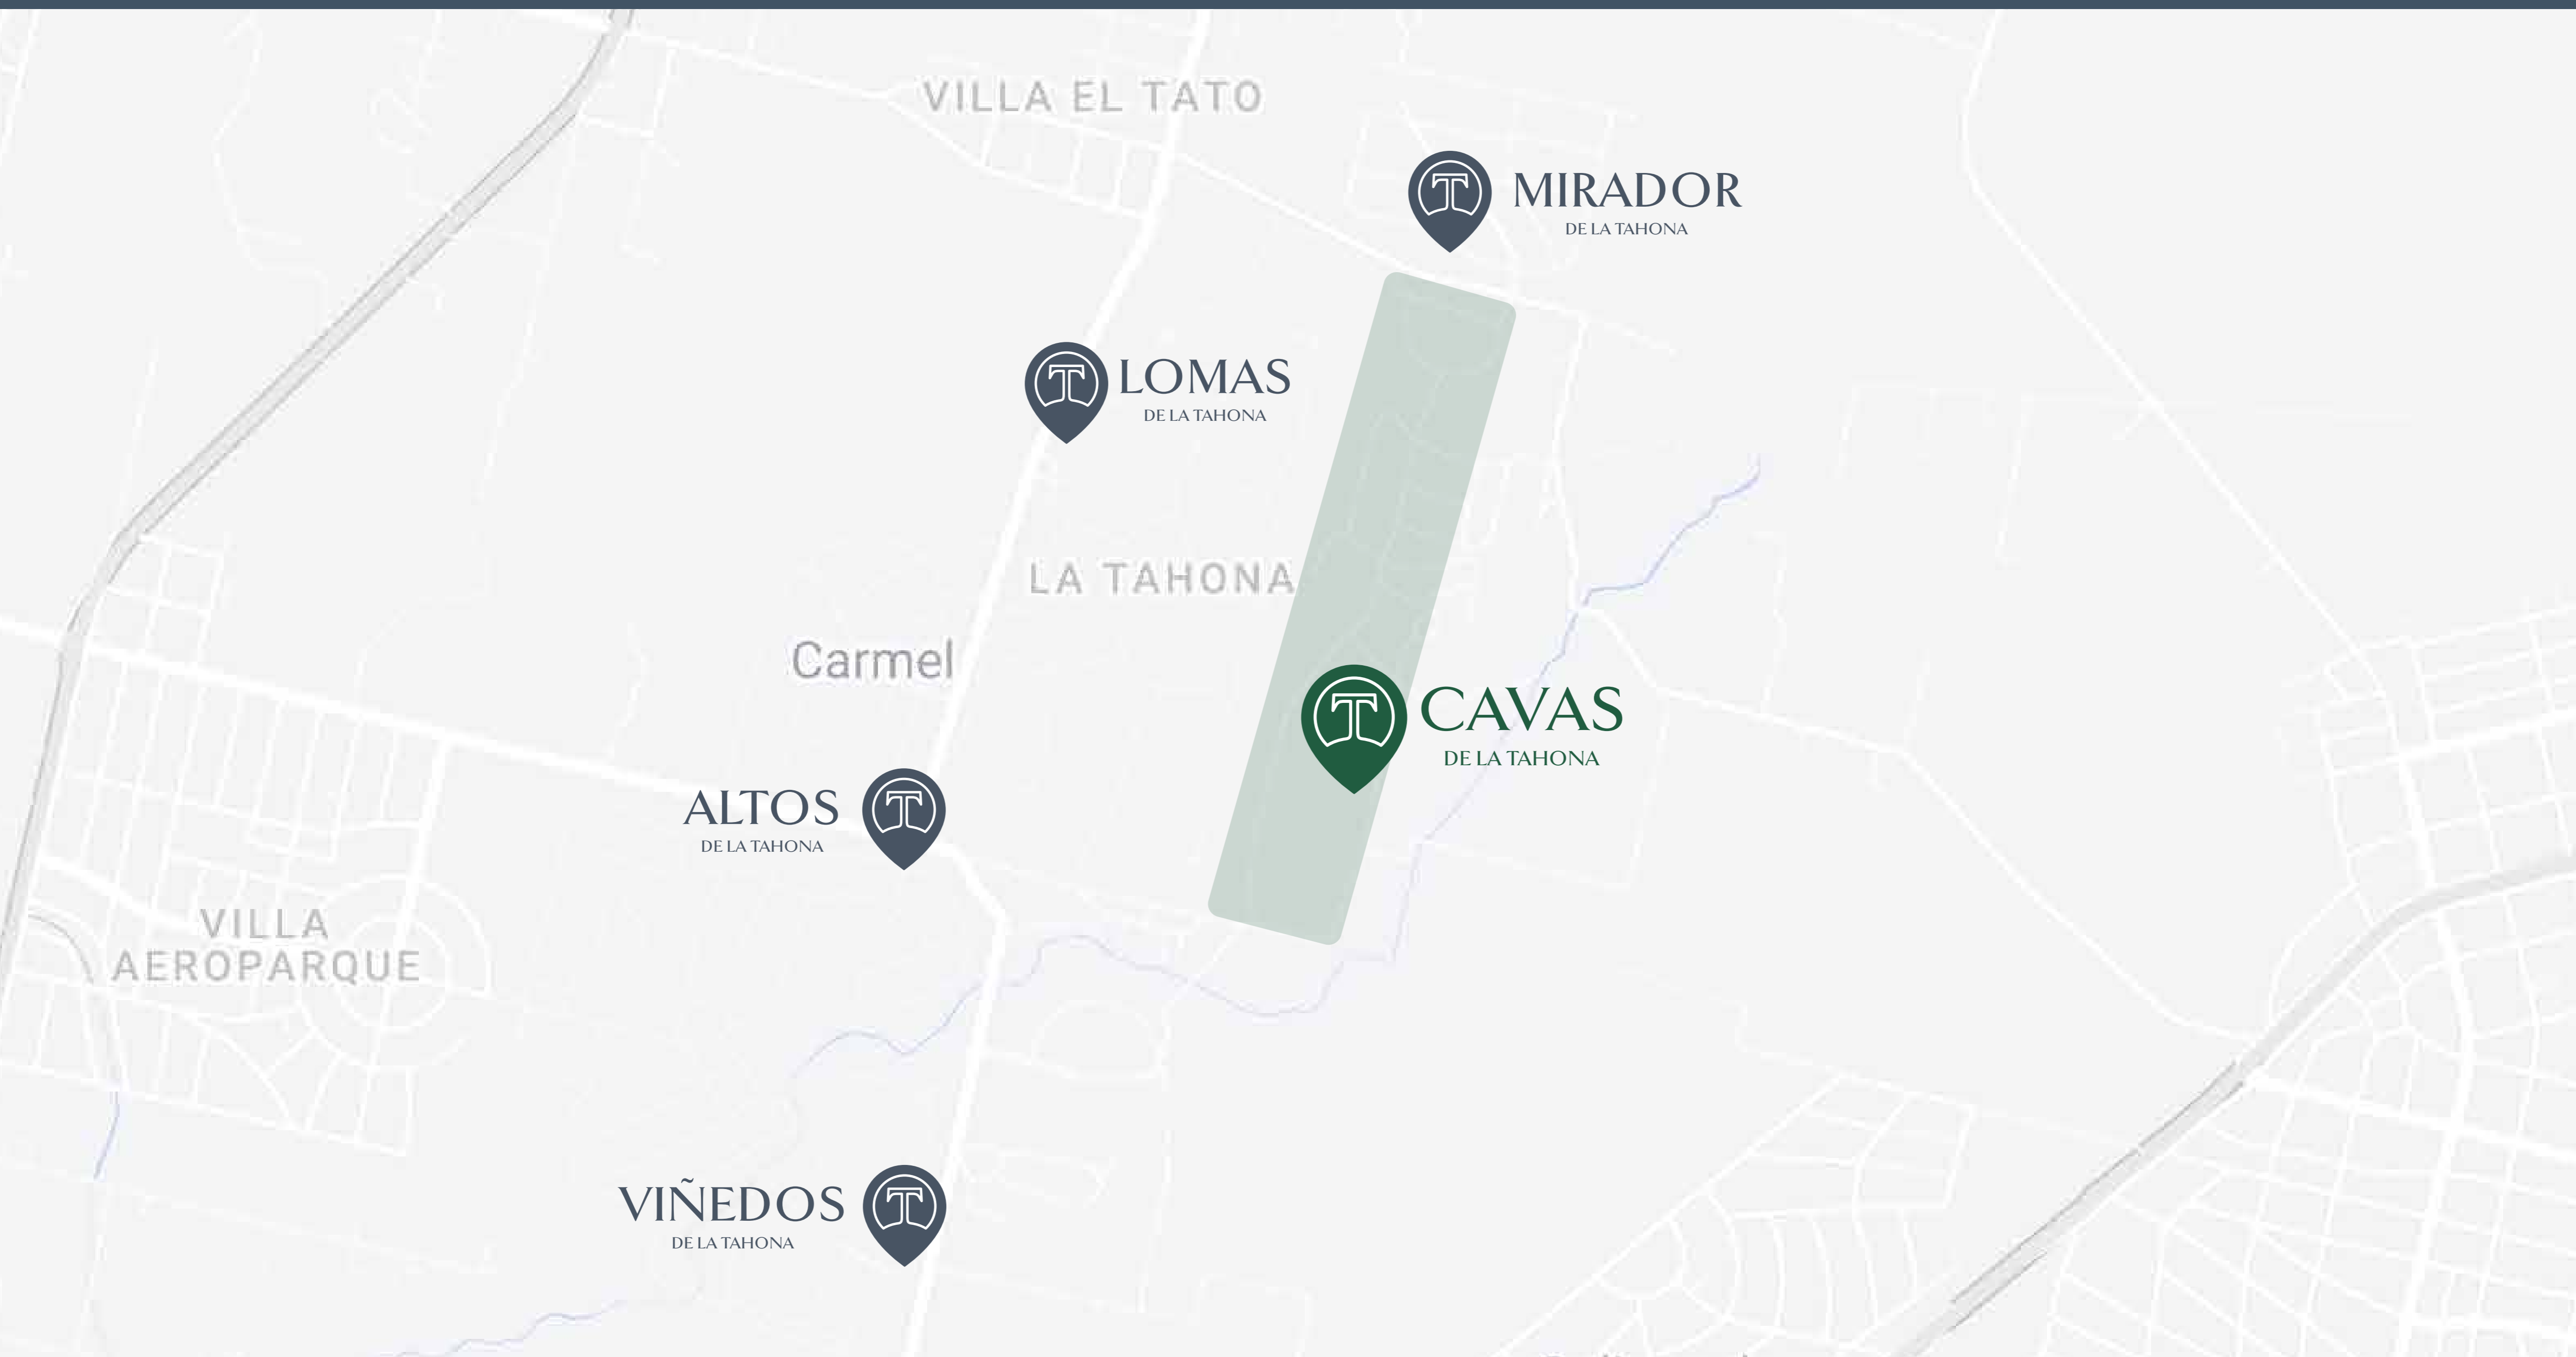 VILLA EL TATO
MIRADOR
DE LA TAHONA
LOMAS
DE LA TAHONA
LA TAHONA
Carmel
CAVAS
DE LA TAHONA
ALTOS
DE LA TAHONA
VILLA
AEROPARQUE
VIÑEDOS
DE LA TAHONA